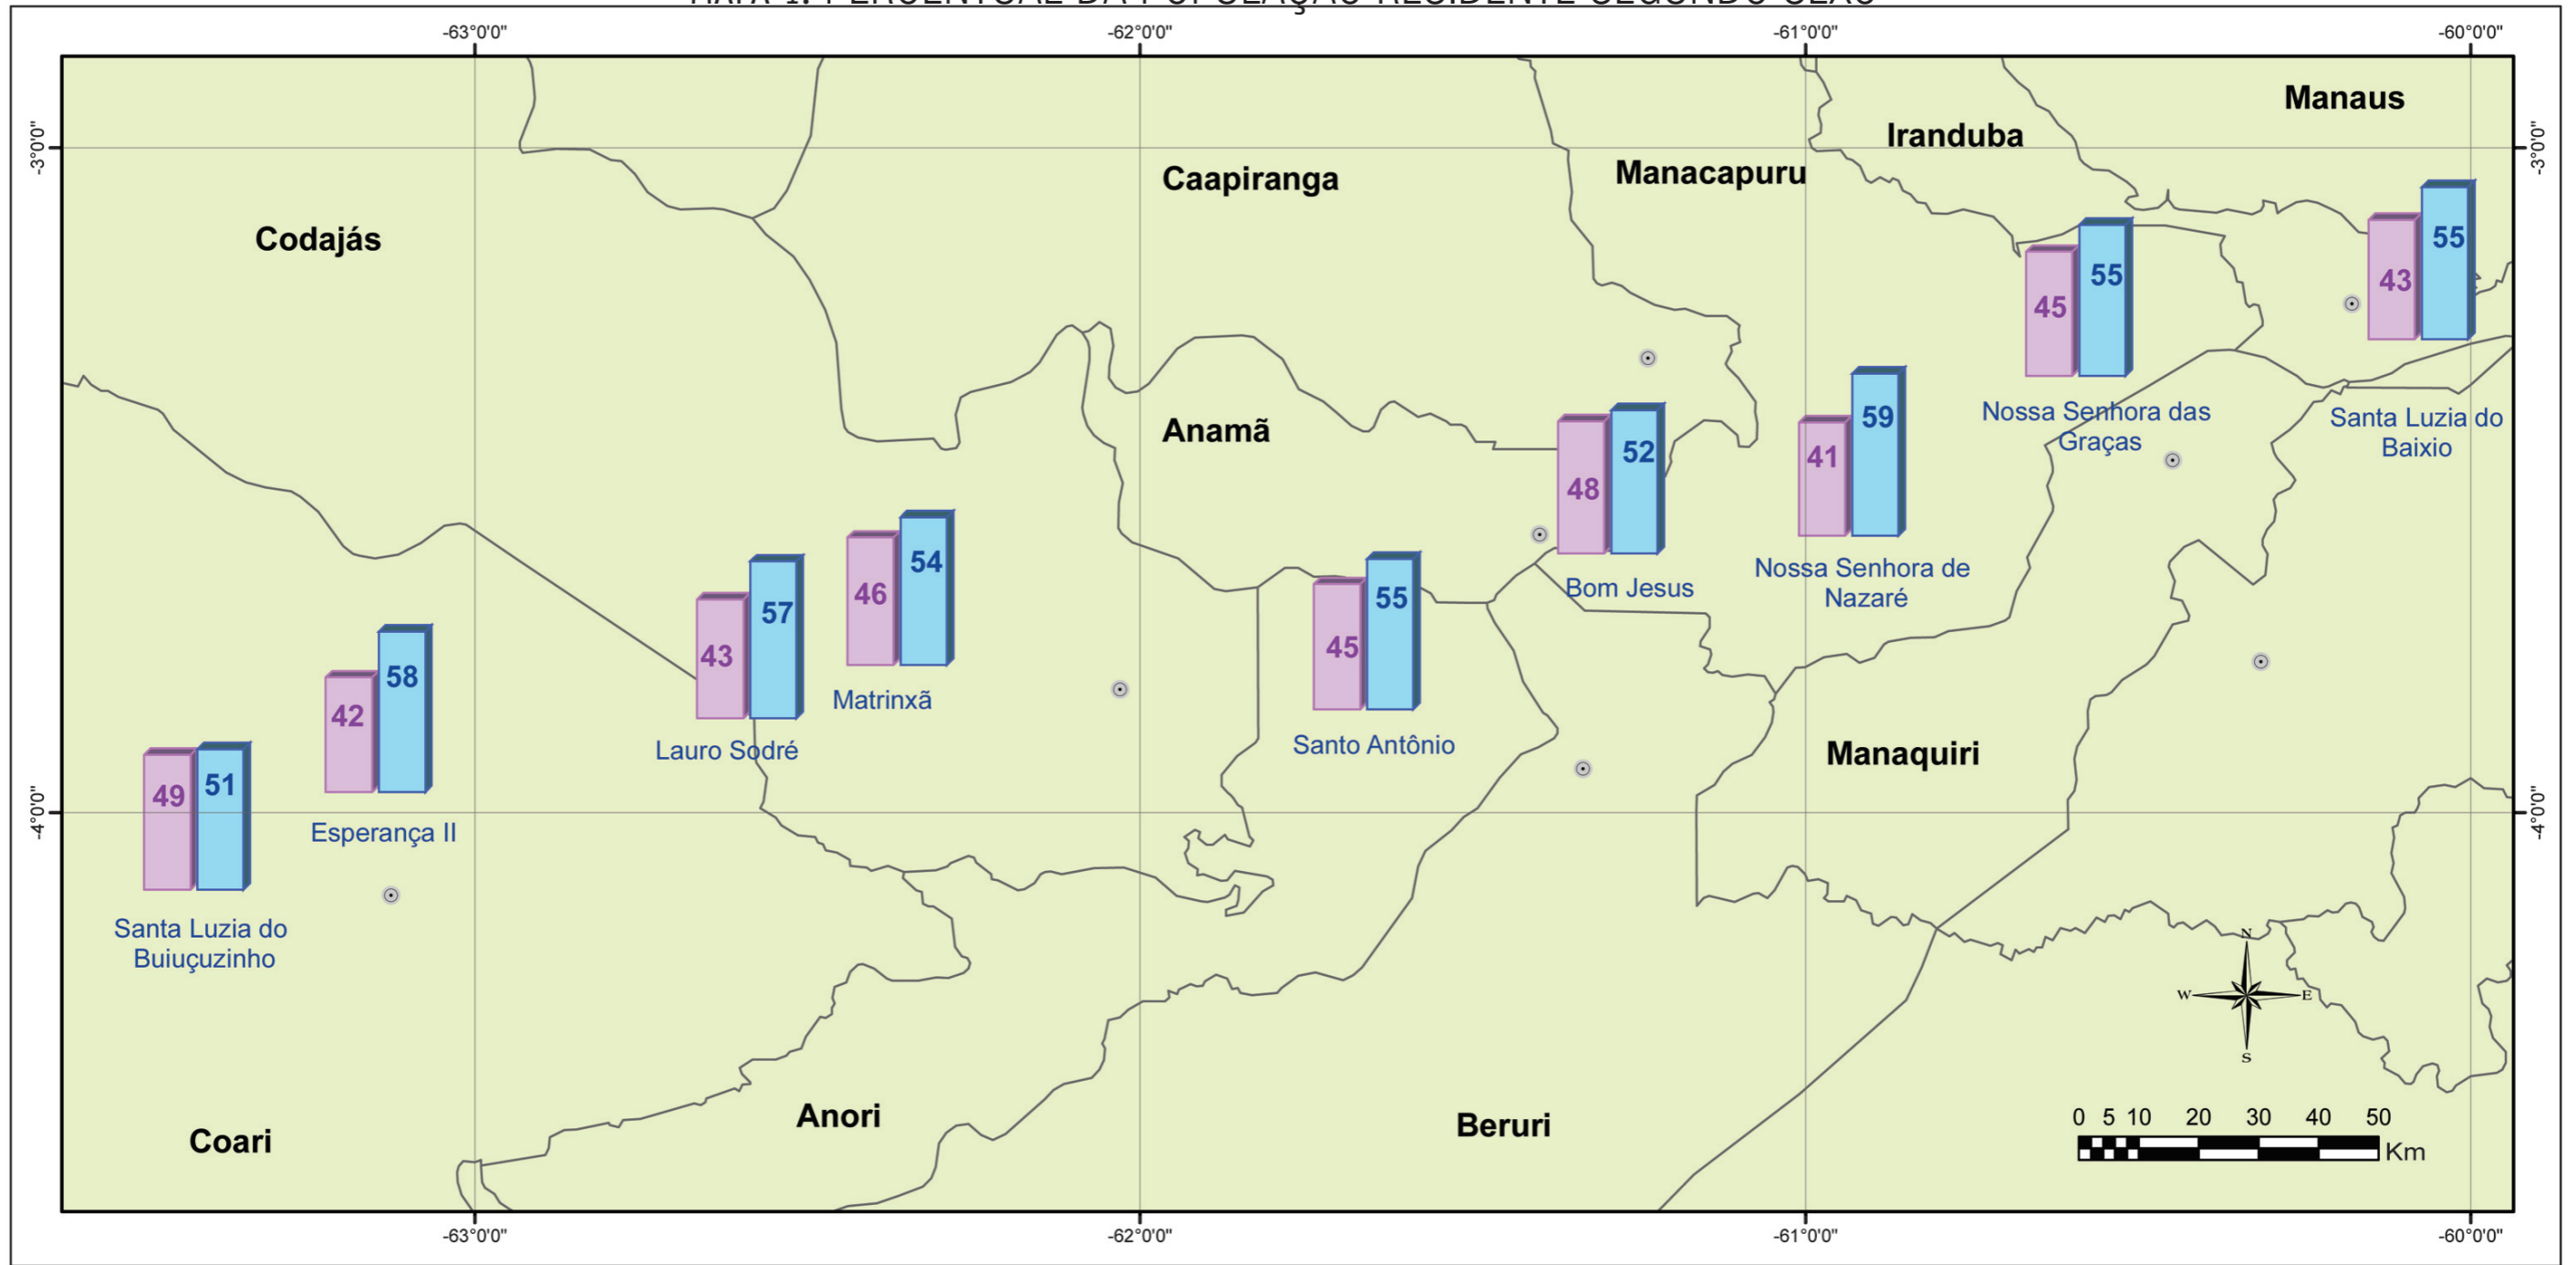 -63°0'0" -62°0'0" -61°0'0" -60°0'0"
Manaus
-3°0'0" -3°0'0"
Iranduba
Manacapuru
Caapiranga
Codajás
55
43
55
45
Nossa Senhora das
Graças
Santa Luzia do
Baixio
59
41
Nossa Senhora de
Nazaré
Anamã
52
48
Bom Jesus
54
46
Matrinxã
55
45
Santo Antônio
57
43
Lauro Sodré
58
42
Esperança II
49 51
Santa Luzia do
Buiuçuzinho
Manaquiri
-4°0'0" -4°0'0"
N
W E
S
Anori
Beruri
Coari
0 5 10 20 30 40 50
Km
-63°0'0" -62°0'0" -61°0'0" -60°0'0"